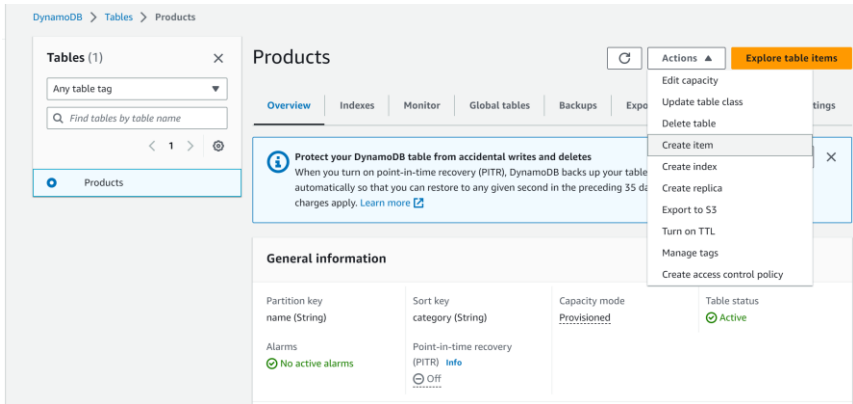 DynamoDB > Tables > Products
Tables (1)
Any table tag
Find tables by table name
1
Products
Products
Actions
Explore table items
Edit capacity
Update table class
Delete table
Create item
Create index
Create replica
Export to S3
Turn on TTL
Manage tags
Create access control policy
Overview Indexes Monitor Global tables Backups Expo tings
Protect your DynamoDB table from accidental writes and deletes
When you turn on point-in-time recovery (PITR), DynamoDB backs up your table
automatically so that you can restore to any given second in the preceding 35 da
charges apply. Learn more
General information
Partition key
name (String)
Sort key
category (String)
Capacity mode
Provisioned
Table status
Active
Alarms
No active alarms
Point-in-time recovery
(PITR) Info
Off